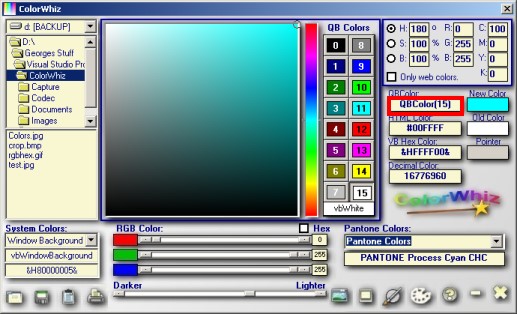 ColorWhiz
d: [BACKUP]
D:\
Georges Stuff
Visual Studio Pro
ColorWhiz
Capture
Codec
Documents
Images
Colors.jpg
crop.bmp
rgbhex.gif
test.jpg
QB Colors
0 8
1 9
2 10
3 11
4 12
5 13
6 14
7 15
vbWhite
H: 180 o R: 0 C: 100
S: 100 % G: 255 M: 0
B: 100 % B: 255 Y: 0
K: 0
Only web colors.
QBColor: New Color
QBColor(15)
HTML Color: Old Color
#00FFFF
VB Hex Color: Pointer
&HFFFF00&
Decimal Color:
16776960
ColorWhiz
System Colors:
Window Background
vbWindowBackground
&H80000005&
RGB Color: Hex
0
255
255
Darker Lighter
Pantone Colors:
Pantone Colors
PANTONE Process Cyan CHC